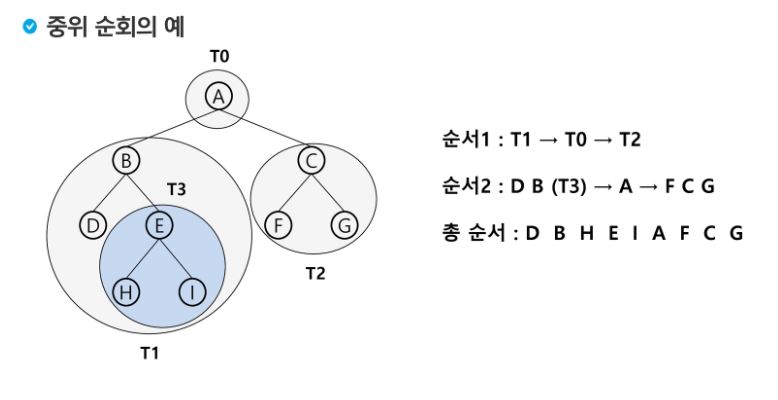 중위 순회의 예
T0
A
B
C
T3
D
E
F
G
H
I
T2
T1
순서1 : T1 → T0 → T2
순서2 : D B (T3) → A → F C G
총 순서 : D B H E I A F C G